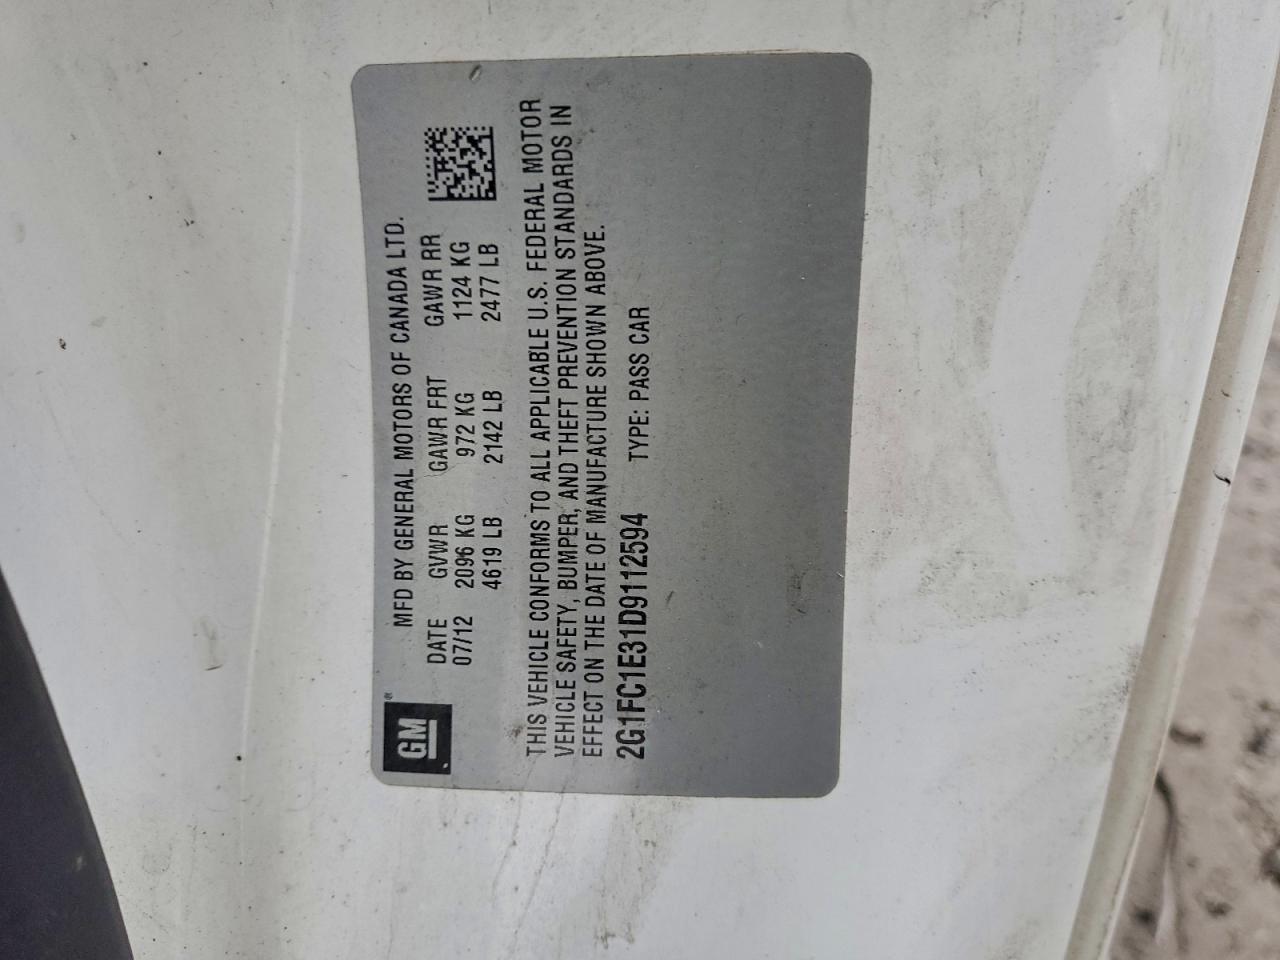 GM®
MFD BY GENERAL MOTORS OF CANADA LTD.
DATE GVWR GAWR FRT GAWR RR
07/12 2096 KG 972 KG 1124 KG
4619 LB 2142 LB 2477 LB
THIS VEHICLE CONFORMS TO ALL APPLICABLE U.S. FEDERAL MOTOR
VEHICLE SAFETY, BUMPER, AND THEFT PREVENTION STANDARDS IN
EFFECT ON THE DATE OF MANUFACTURE SHOWN ABOVE.
2G1FC1E31D9112594 TYPE: PASS CAR